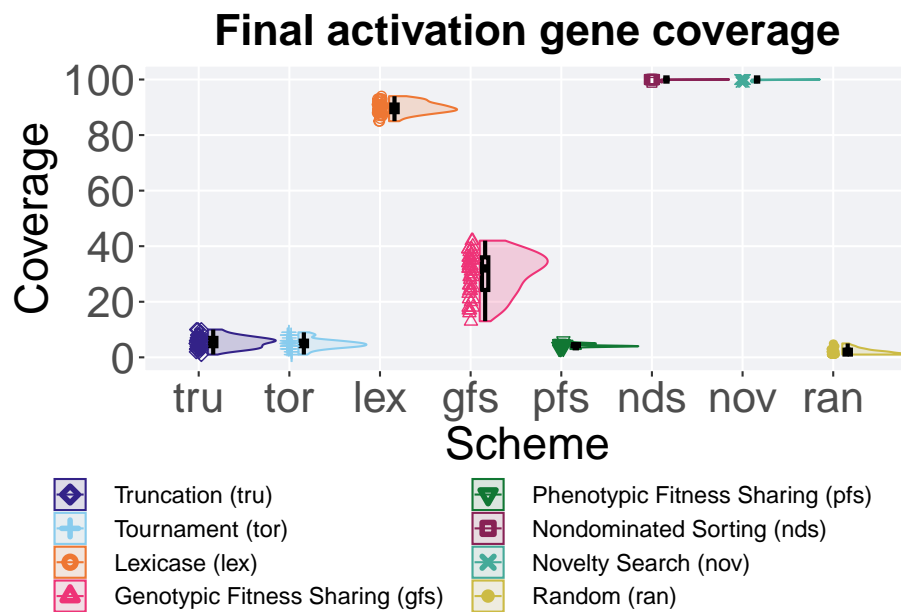 Final activation gene coverage
Coverage
100
80
60
40
20
0
tru tor lex gfs pfs nds nov ran
Scheme
Truncation (tru)
Tournament (tor)
Lexicase (lex)
Genotypic Fitness Sharing (gfs)
Phenotypic Fitness Sharing (pfs)
Nondominated Sorting (nds)
Novelty Search (nov)
Random (ran)